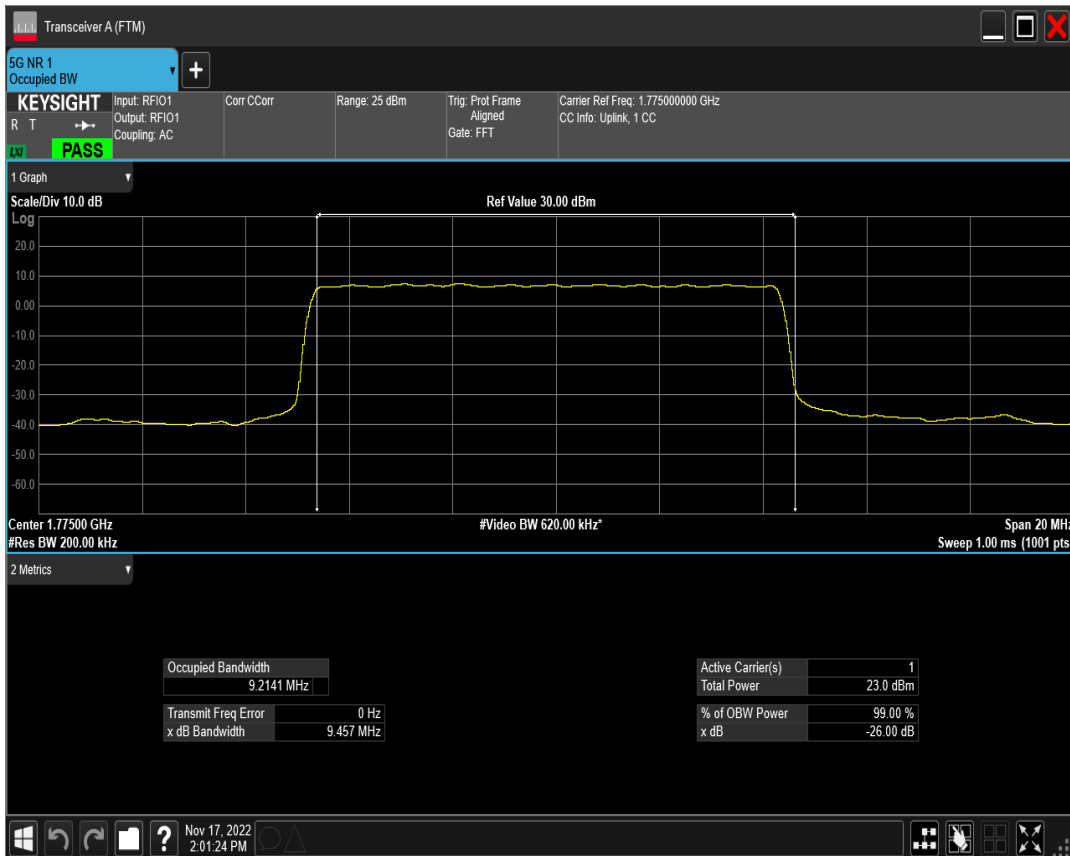 Transceiver A (FTM)
5G NR 1
Occupied BW
+
KEYSIGHT
R T
LXI
PASS
Input: RFIO1
Output: RFIO1
Coupling: AC
Corr CCorr
Range: 25 dBm
Trig: Prot Frame
Aligned
Gate: FFT
Carrier Ref Freq: 1.775000000 GHz
CC Info: Uplink, 1 CC
1 Graph
Scale/Div 10.0 dB
Ref Value 30.00 dBm
Log
20.0
10.0
0.00
-10.0
-20.0
-30.0
-40.0
-50.0
-60.0
Center 1.77500 GHz
#Video BW 620.00 kHz*
Span 20 MHz
#Res BW 200.00 kHz
Sweep 1.00 ms (1001 pts
2 Metrics
Occupied Bandwidth
9.2141 MHz
Transmit Freq Error 0 Hz
x dB Bandwidth 9.457 MHz
Active Carrier(s) 1
Total Power 23.0 dBm
% of OBW Power 99.00 %
x dB -26.00 dB
?
Nov 17, 2022
2:01:24 PM